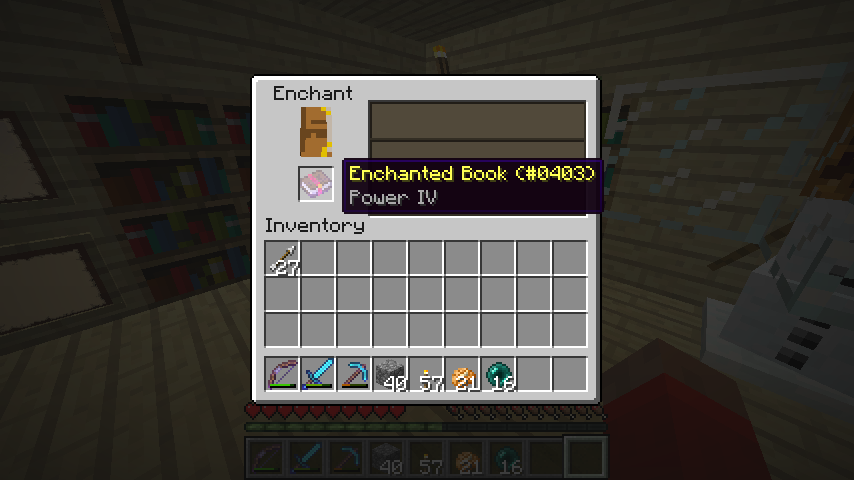 Enchant
Enchanted Book (#0403)
Power IV
Inventory
27
40 57 21 16
40 57 21 16